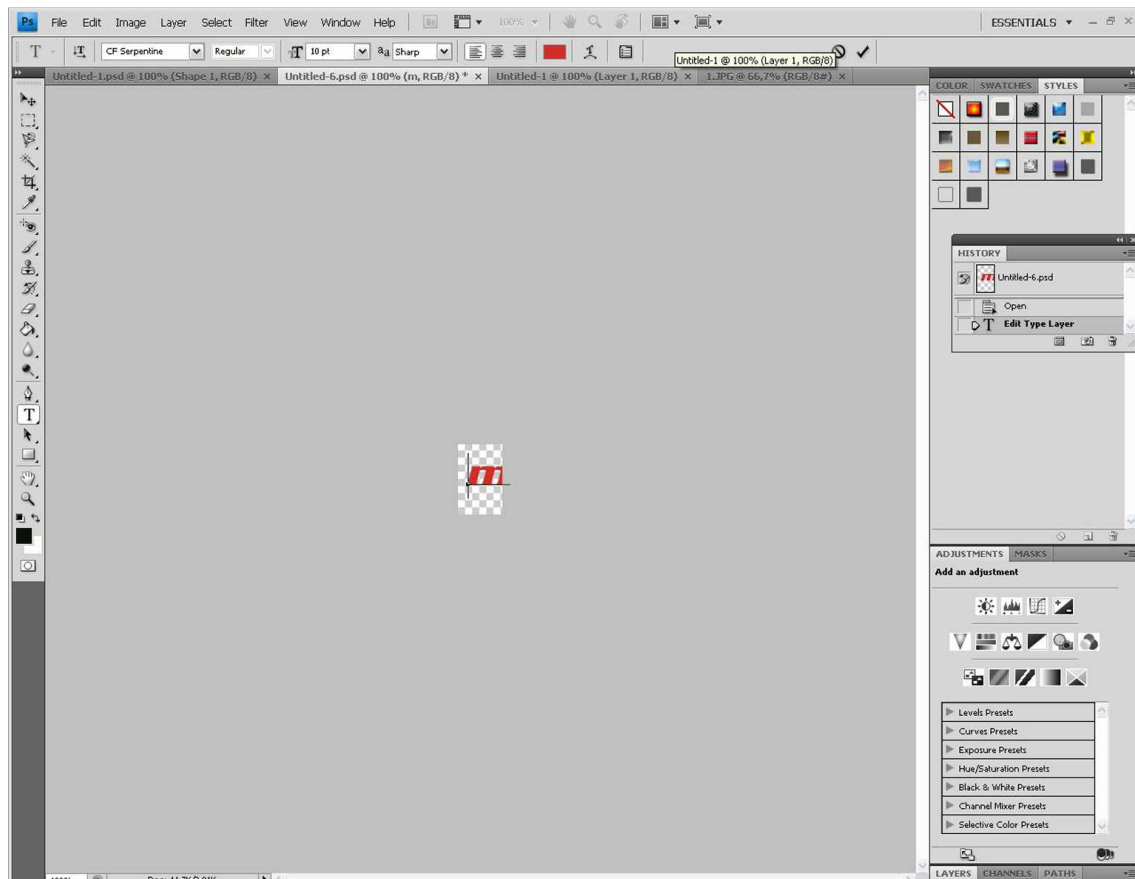 Ps File Edit Image Layer Select Filter View Window Help Br 100% ESSENTIALS
T CF Serpentine Regular 10 pt aa Sharp
Untitled-1 @ 100% (Layer 1, RGB/8)
Untitled-1.psd @ 100% (Shape 1, RGB/8) × Untitled-6.psd @ 100% (m, RGB/8) * × Untitled-1 @ 100% (Layer 1, RGB/8) × 1.JPG @ 66,7% (RGB/8#) ×
COLOR SWATCHES STYLES
HISTORY
Untitled-6.psd
Open
T Edit Type Layer
m
ADJUSTMENTS MASKS
Add an adjustment
Levels Presets
Curves Presets
Exposure Presets
Hue/Saturation Presets
Black & White Presets
Channel Mixer Presets
Selective Color Presets
LAYERS CHANNELS PATHS